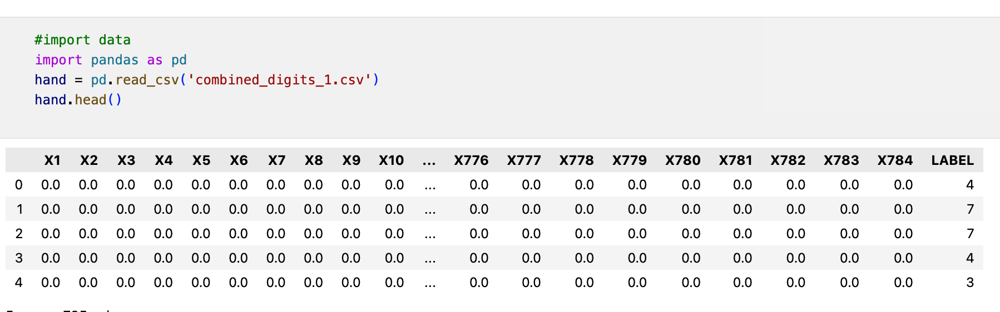 #import data
import pandas as pd
hand = pd.read_csv('combined_digits_1.csv')
hand.head()
X1 X2 X3 X4 X5 X6 X7 X8 X9 X10 ... X776 X777 X778 X779 X780 X781 X782 X783 X784 LABEL
0 0.0 0.0 0.0 0.0 0.0 0.0 0.0 0.0 0.0 0.0 ... 0.0 0.0 0.0 0.0 0.0 0.0 0.0 0.0 0.0 4
1 0.0 0.0 0.0 0.0 0.0 0.0 0.0 0.0 0.0 0.0 ... 0.0 0.0 0.0 0.0 0.0 0.0 0.0 0.0 0.0 7
2 0.0 0.0 0.0 0.0 0.0 0.0 0.0 0.0 0.0 0.0 ... 0.0 0.0 0.0 0.0 0.0 0.0 0.0 0.0 0.0 7
3 0.0 0.0 0.0 0.0 0.0 0.0 0.0 0.0 0.0 0.0 ... 0.0 0.0 0.0 0.0 0.0 0.0 0.0 0.0 0.0 4
4 0.0 0.0 0.0 0.0 0.0 0.0 0.0 0.0 0.0 0.0 ... 0.0 0.0 0.0 0.0 0.0 0.0 0.0 0.0 0.0 3